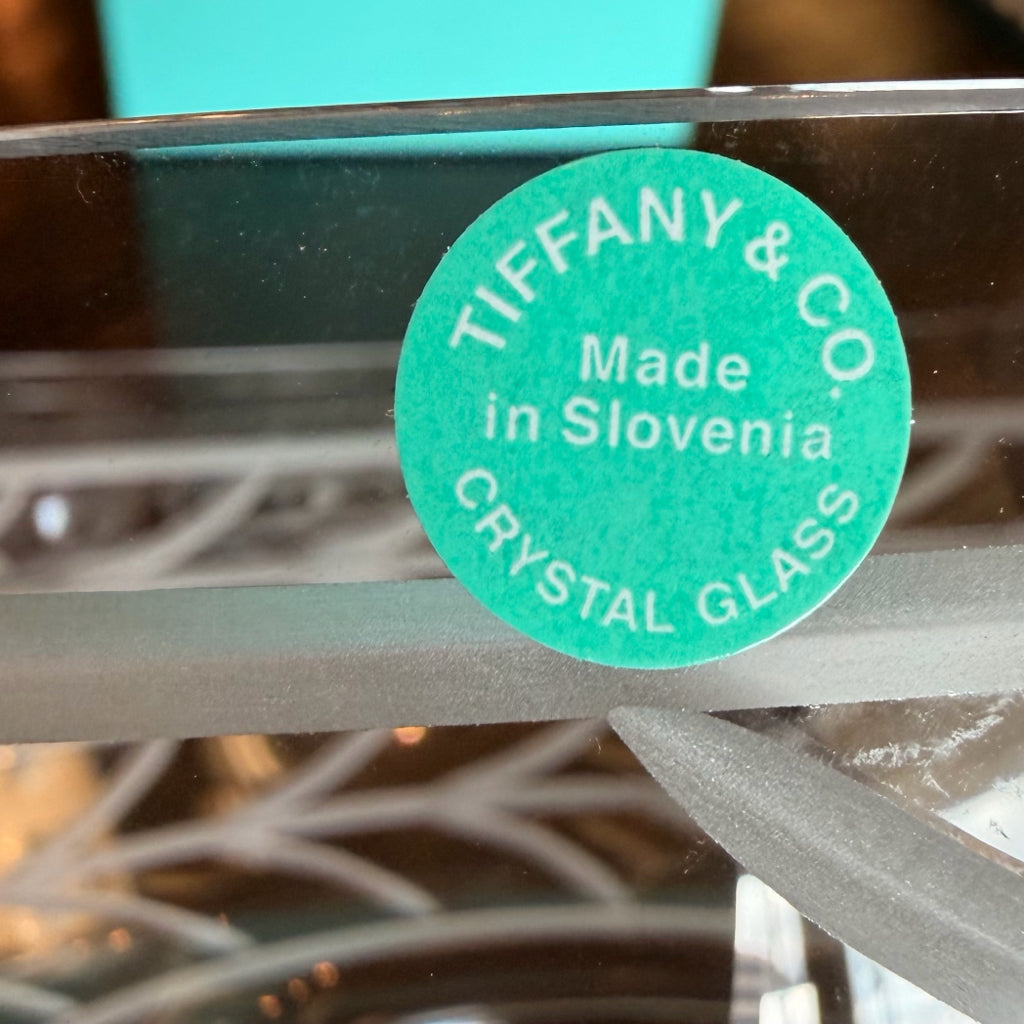 TIFFANY & CO.
Made
in Slovenia
CRYSTAL GLASS